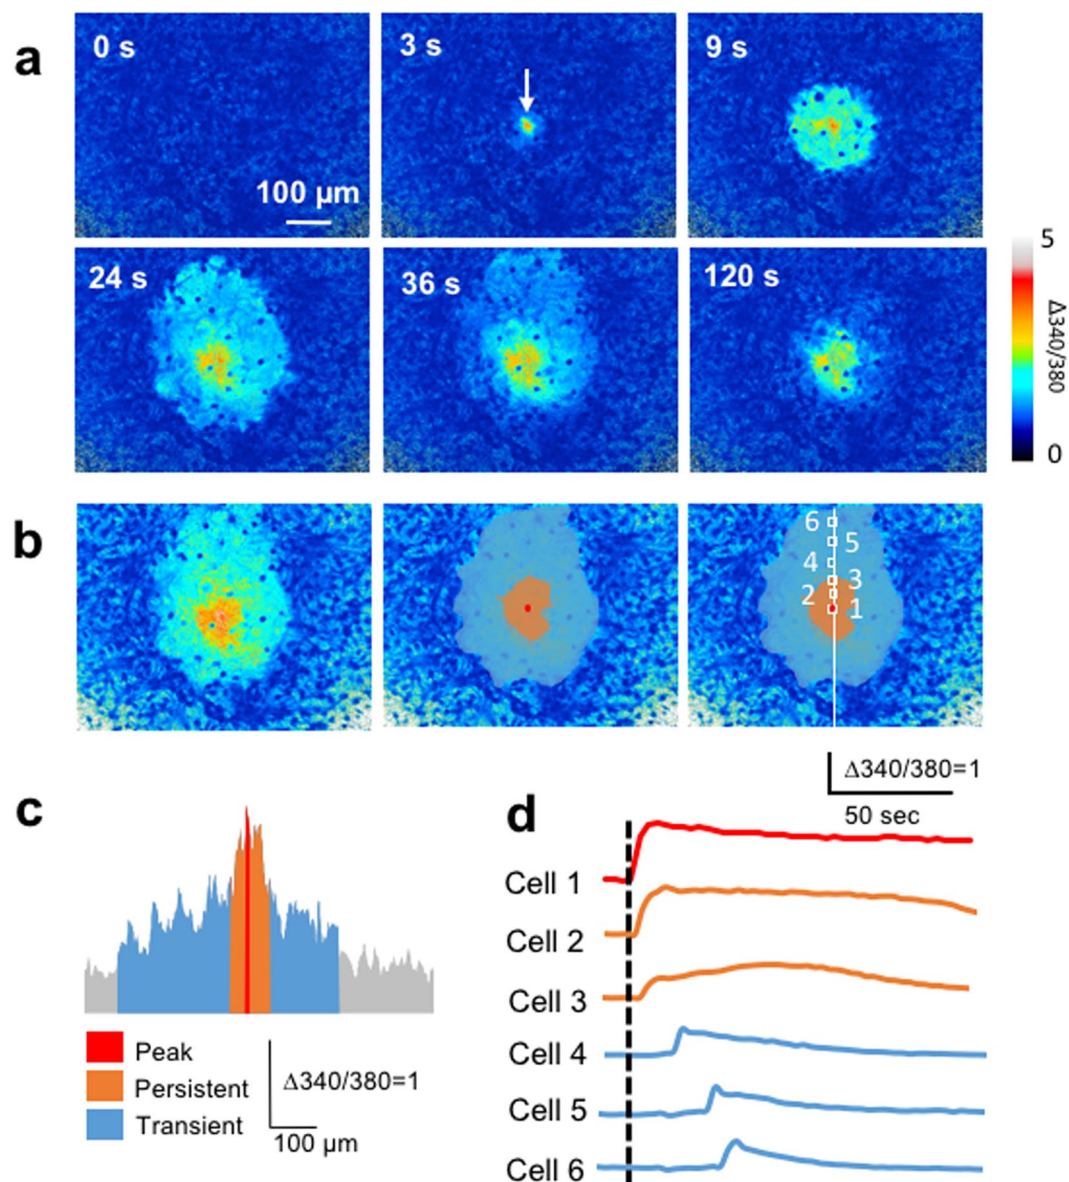 a
0 s
3 s
9 s
100 µm
24 s
36 s
120 s
5
Δ340/380
0
b
6
5
4
3
2
1
Δ340/380=1
50 sec
c
d
Cell 1
Cell 2
Cell 3
Cell 4
Cell 5
Cell 6
Peak
Persistent
Transient
Δ340/380=1
100 µm